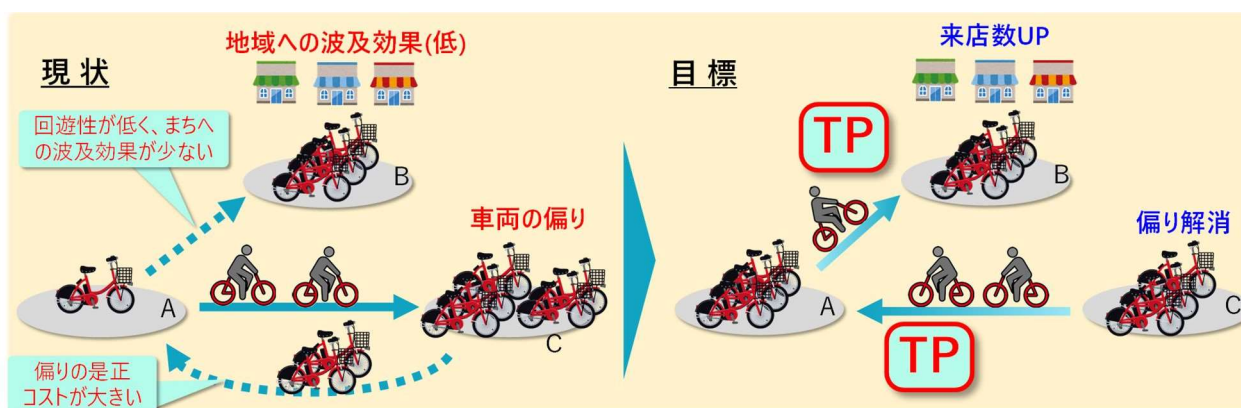 現 状
地域への波及効果(低)
回遊性が低く、まちへ
の波及効果が少ない
B
車両の偏り
A
C
偏りの是正
コストが大きい
目 標
来店数UP
TP
B
偏り解消
A
C
TP